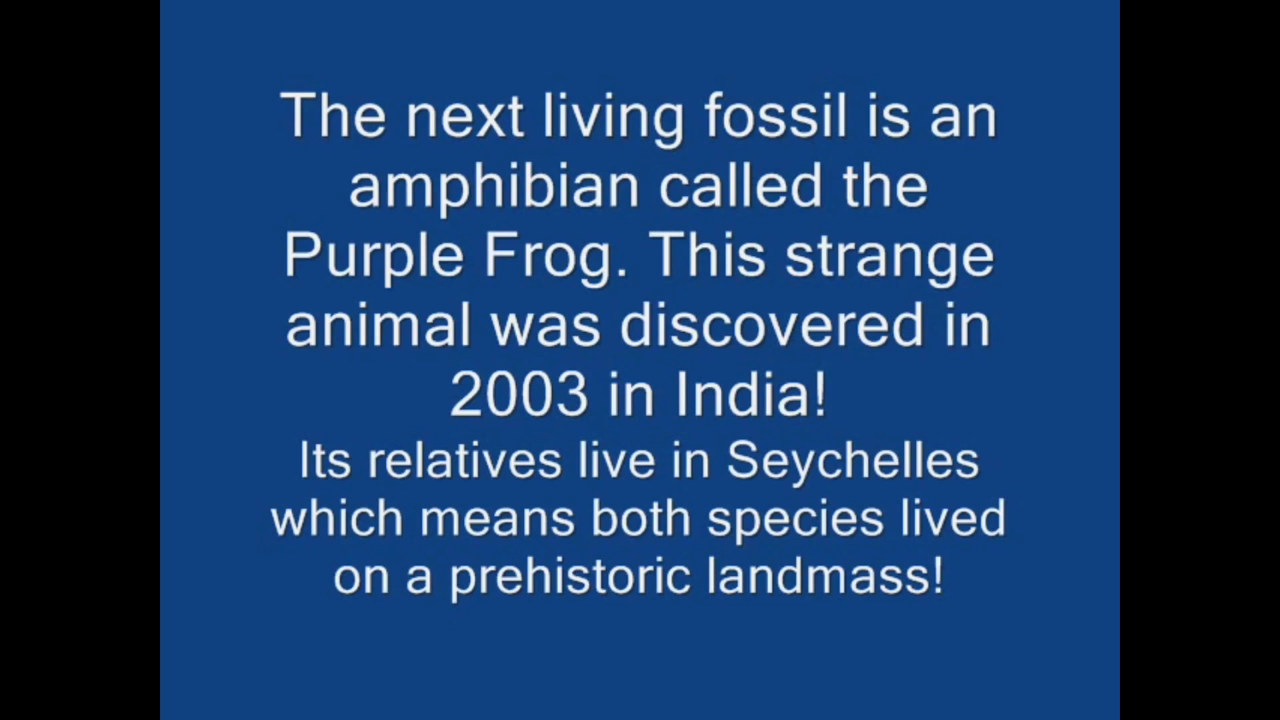 The next living fossil is an
amphibian called the
Purple Frog. This strange
animal was discovered in
2003 in India!
Its relatives live in Seychelles
which means both species lived
on a prehistoric landmass!